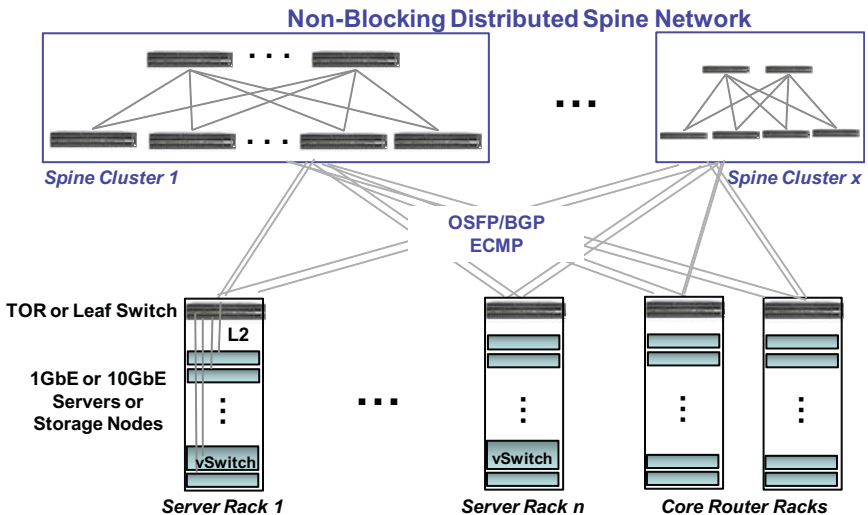 Non-Blocking Distributed Spine Network
Spine Cluster 1
Spine Cluster x
OSFP/BGP
ECMP
TOR or Leaf Switch
L2
1GbE or 10GbE
Servers or
Storage Nodes
vSwitch
vSwitch
Server Rack 1
Server Rack n
Core Router Racks